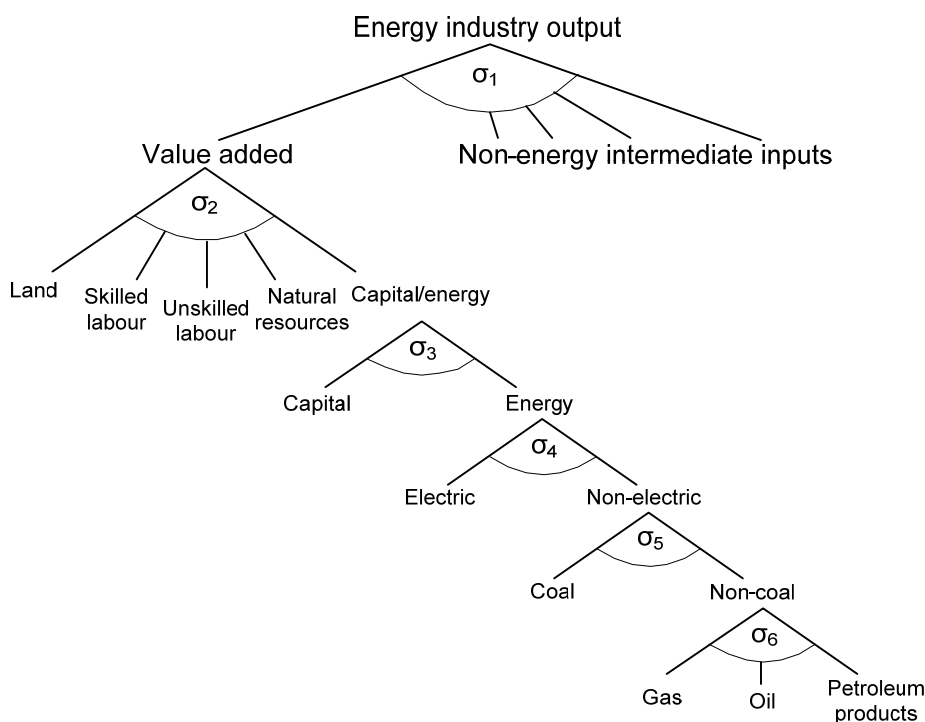 Energy industry output
σ1
Value added
Non-energy intermediate inputs
σ2
Land
Skilled
labour
Unskilled
labour
Natural
resources
Capital/energy
σ3
Capital
Energy
σ4
Electric
Non-electric
σ5
Coal
Non-coal
σ6
Gas
Oil
Petroleum
products